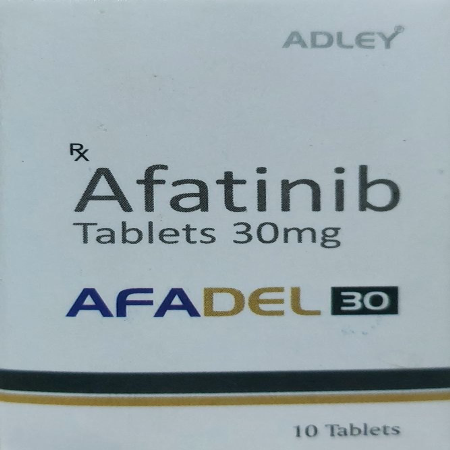 ADLEY®
Rx Afatinib
Tablets 30mg
AFADEL 30
10 Tablets